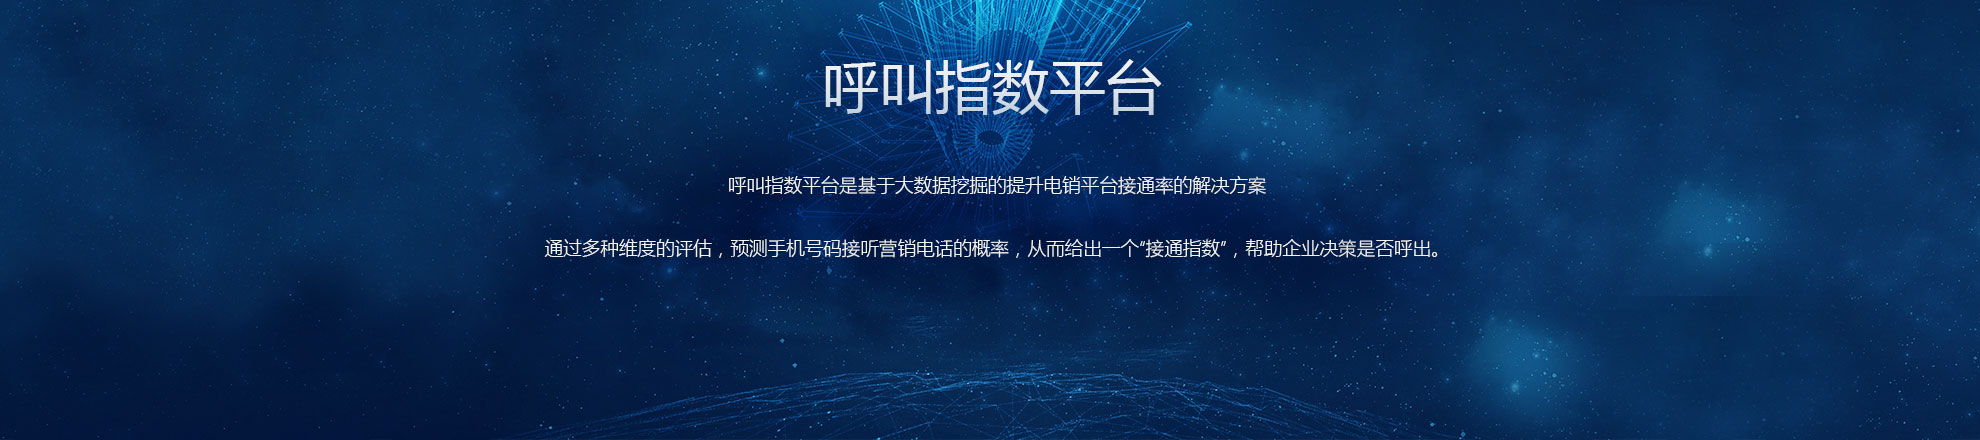 呼叫指数平台
呼叫指数平台是基于大数据挖掘的提升电销平台接通率的解决方案
通过多种维度的评估，预测手机号码接听营销电话的概率，从而给出一个“接通指数”，帮助企业决策是否呼出。